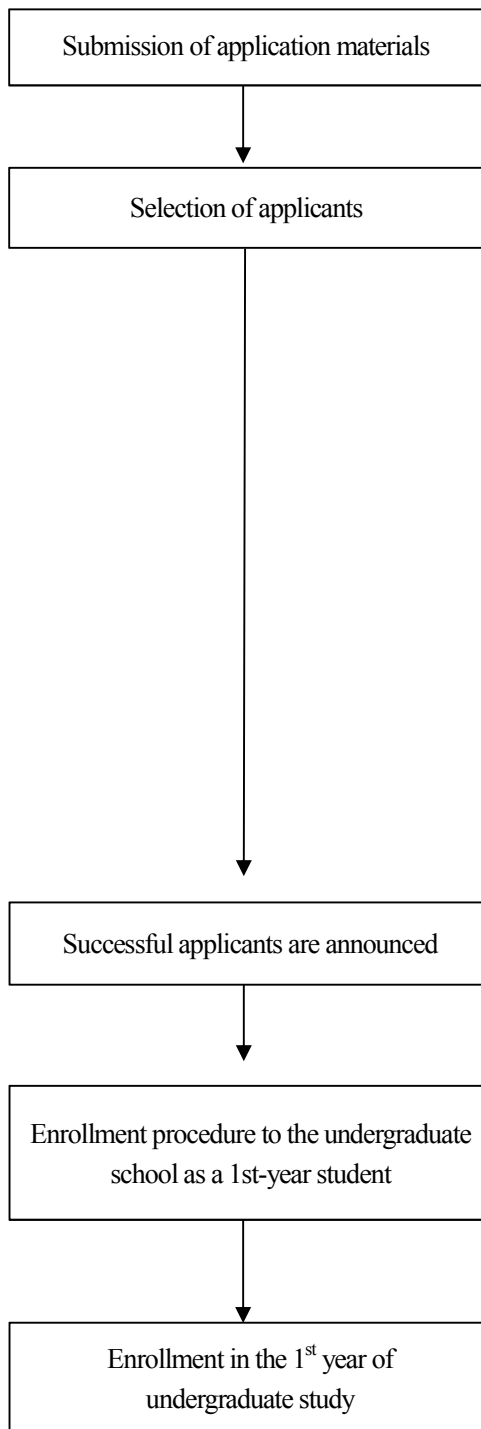 Submission of application materials
Selection of applicants
Successful applicants are announced
Enrollment procedure to the undergraduate
school as a 1st-year student
Enrollment in the 1st year of
undergraduate study